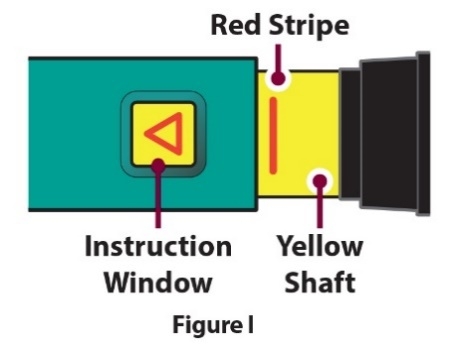 Red Stripe
Instruction
Window
Yellow
Shaft
Figure I